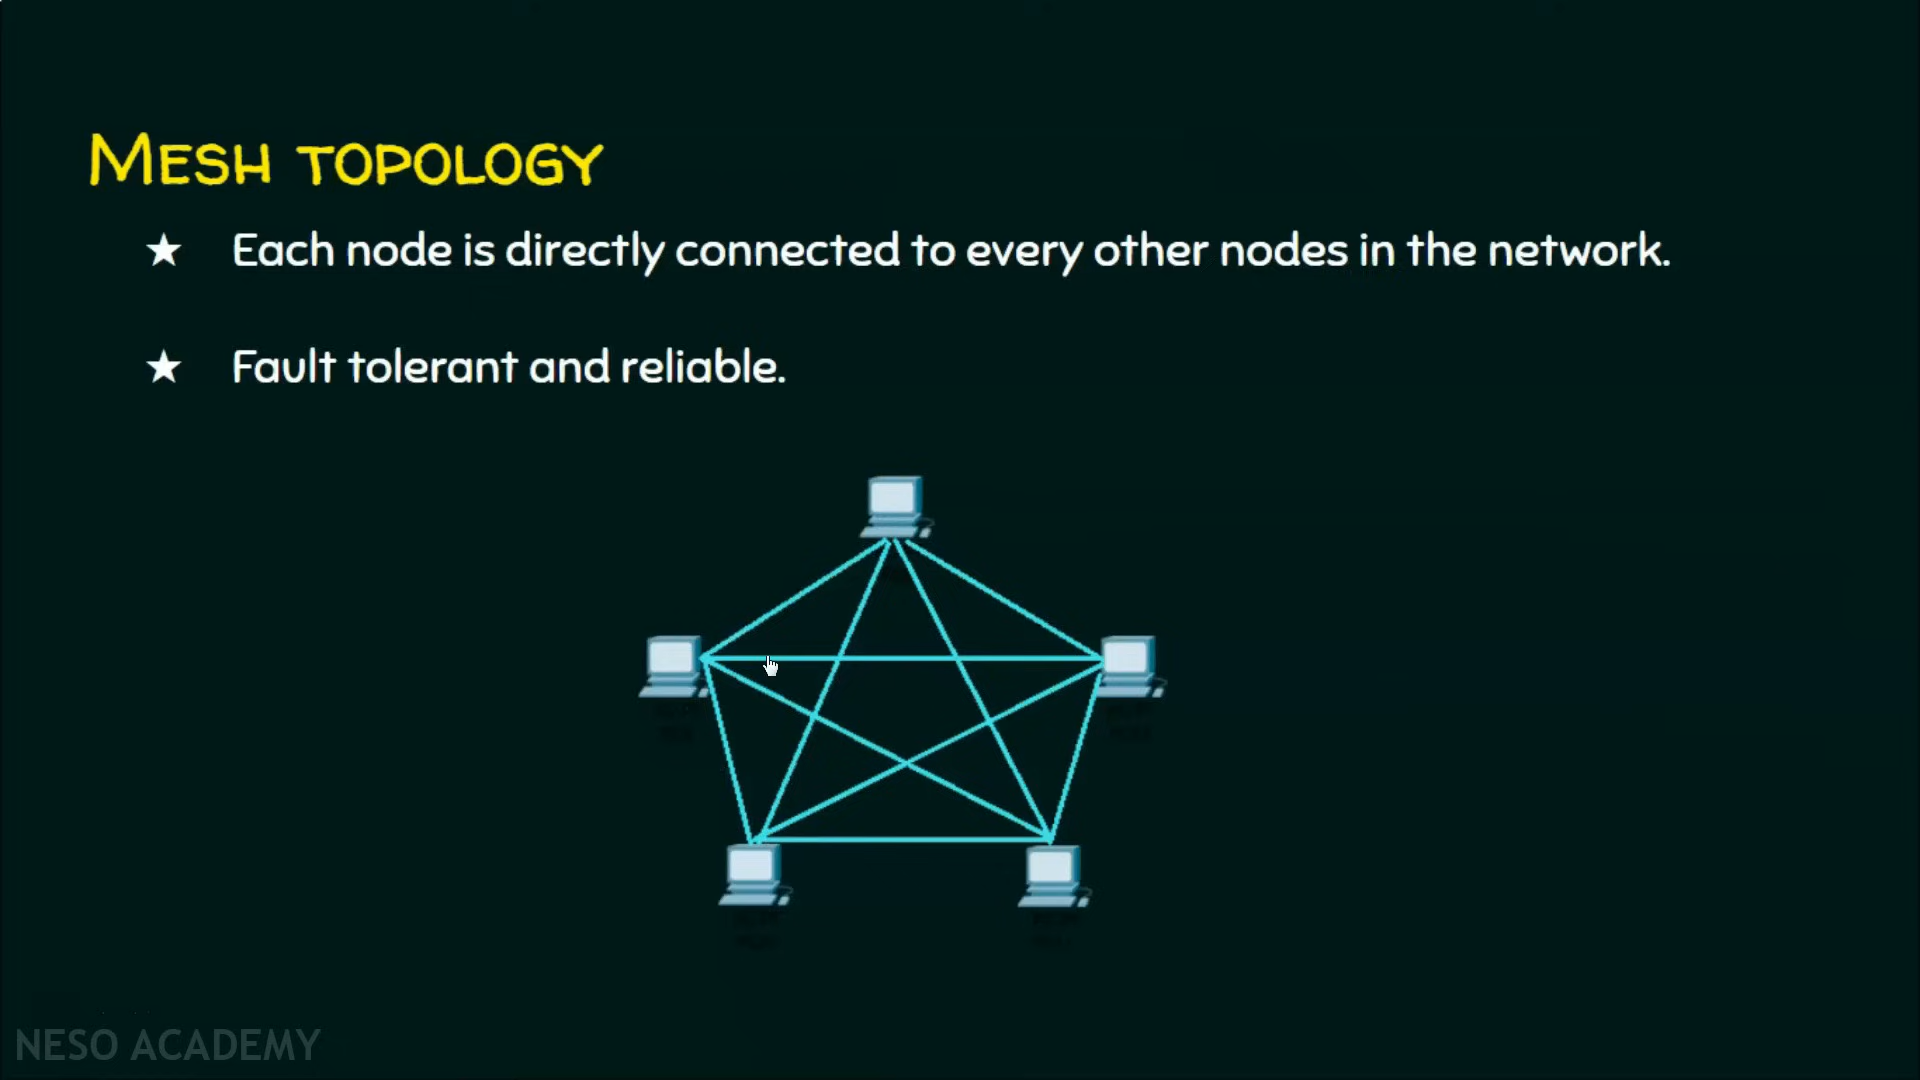 Mesh topology
★ Each node is directly connected to every other nodes in the network.
★ Fault tolerant and reliable.
NESO ACADEMY